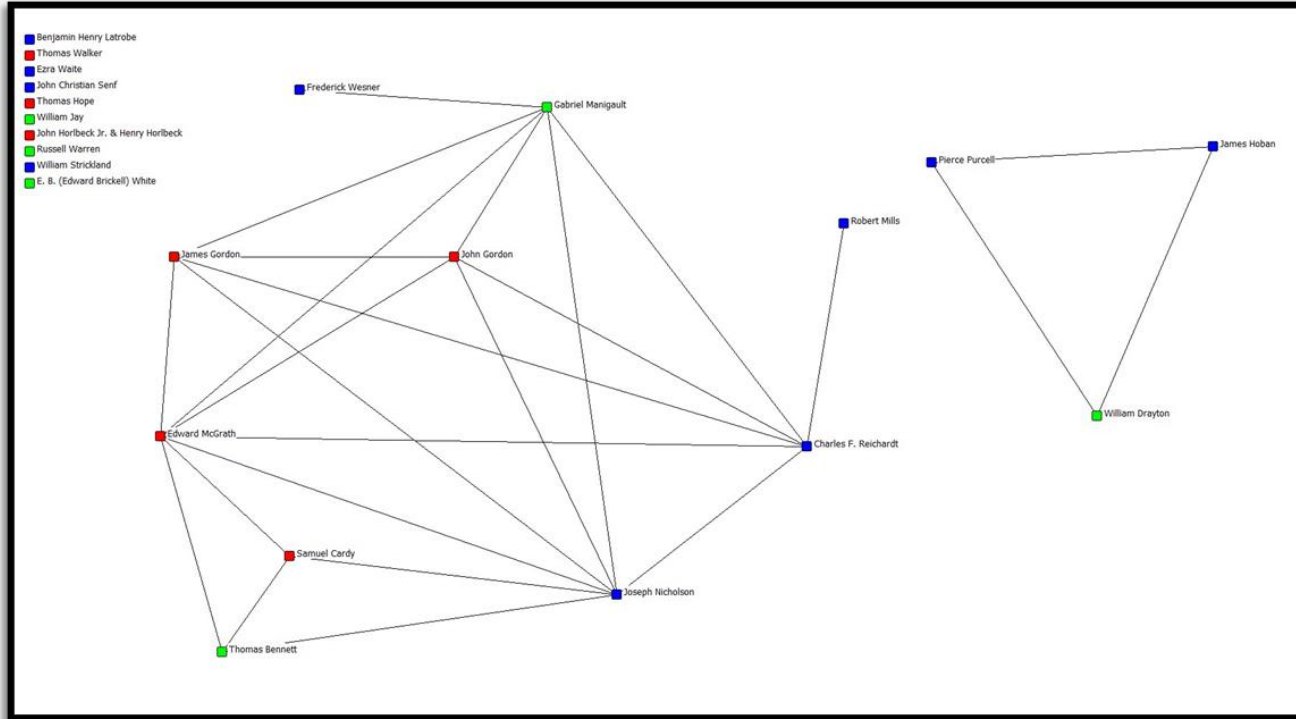 Benjamin Henry Latrobe
Thomas Walker
Ezra Waite
John Christian Senf
Thomas Hope
William Jay
John Horlbeck Jr. & Henry Horlbeck
Russell Warren
William Strickland
E. B. (Edward Brickell) White
Frederick Wesner
Gabriel Manigault
James Hoban
Pierce Purcell
Robert Mills
James Gordon
John Gordon
William Drayton
Edward McGrath
Charles F. Reichardt
Samuel Cardy
Joseph Nicholson
Thomas Bennett